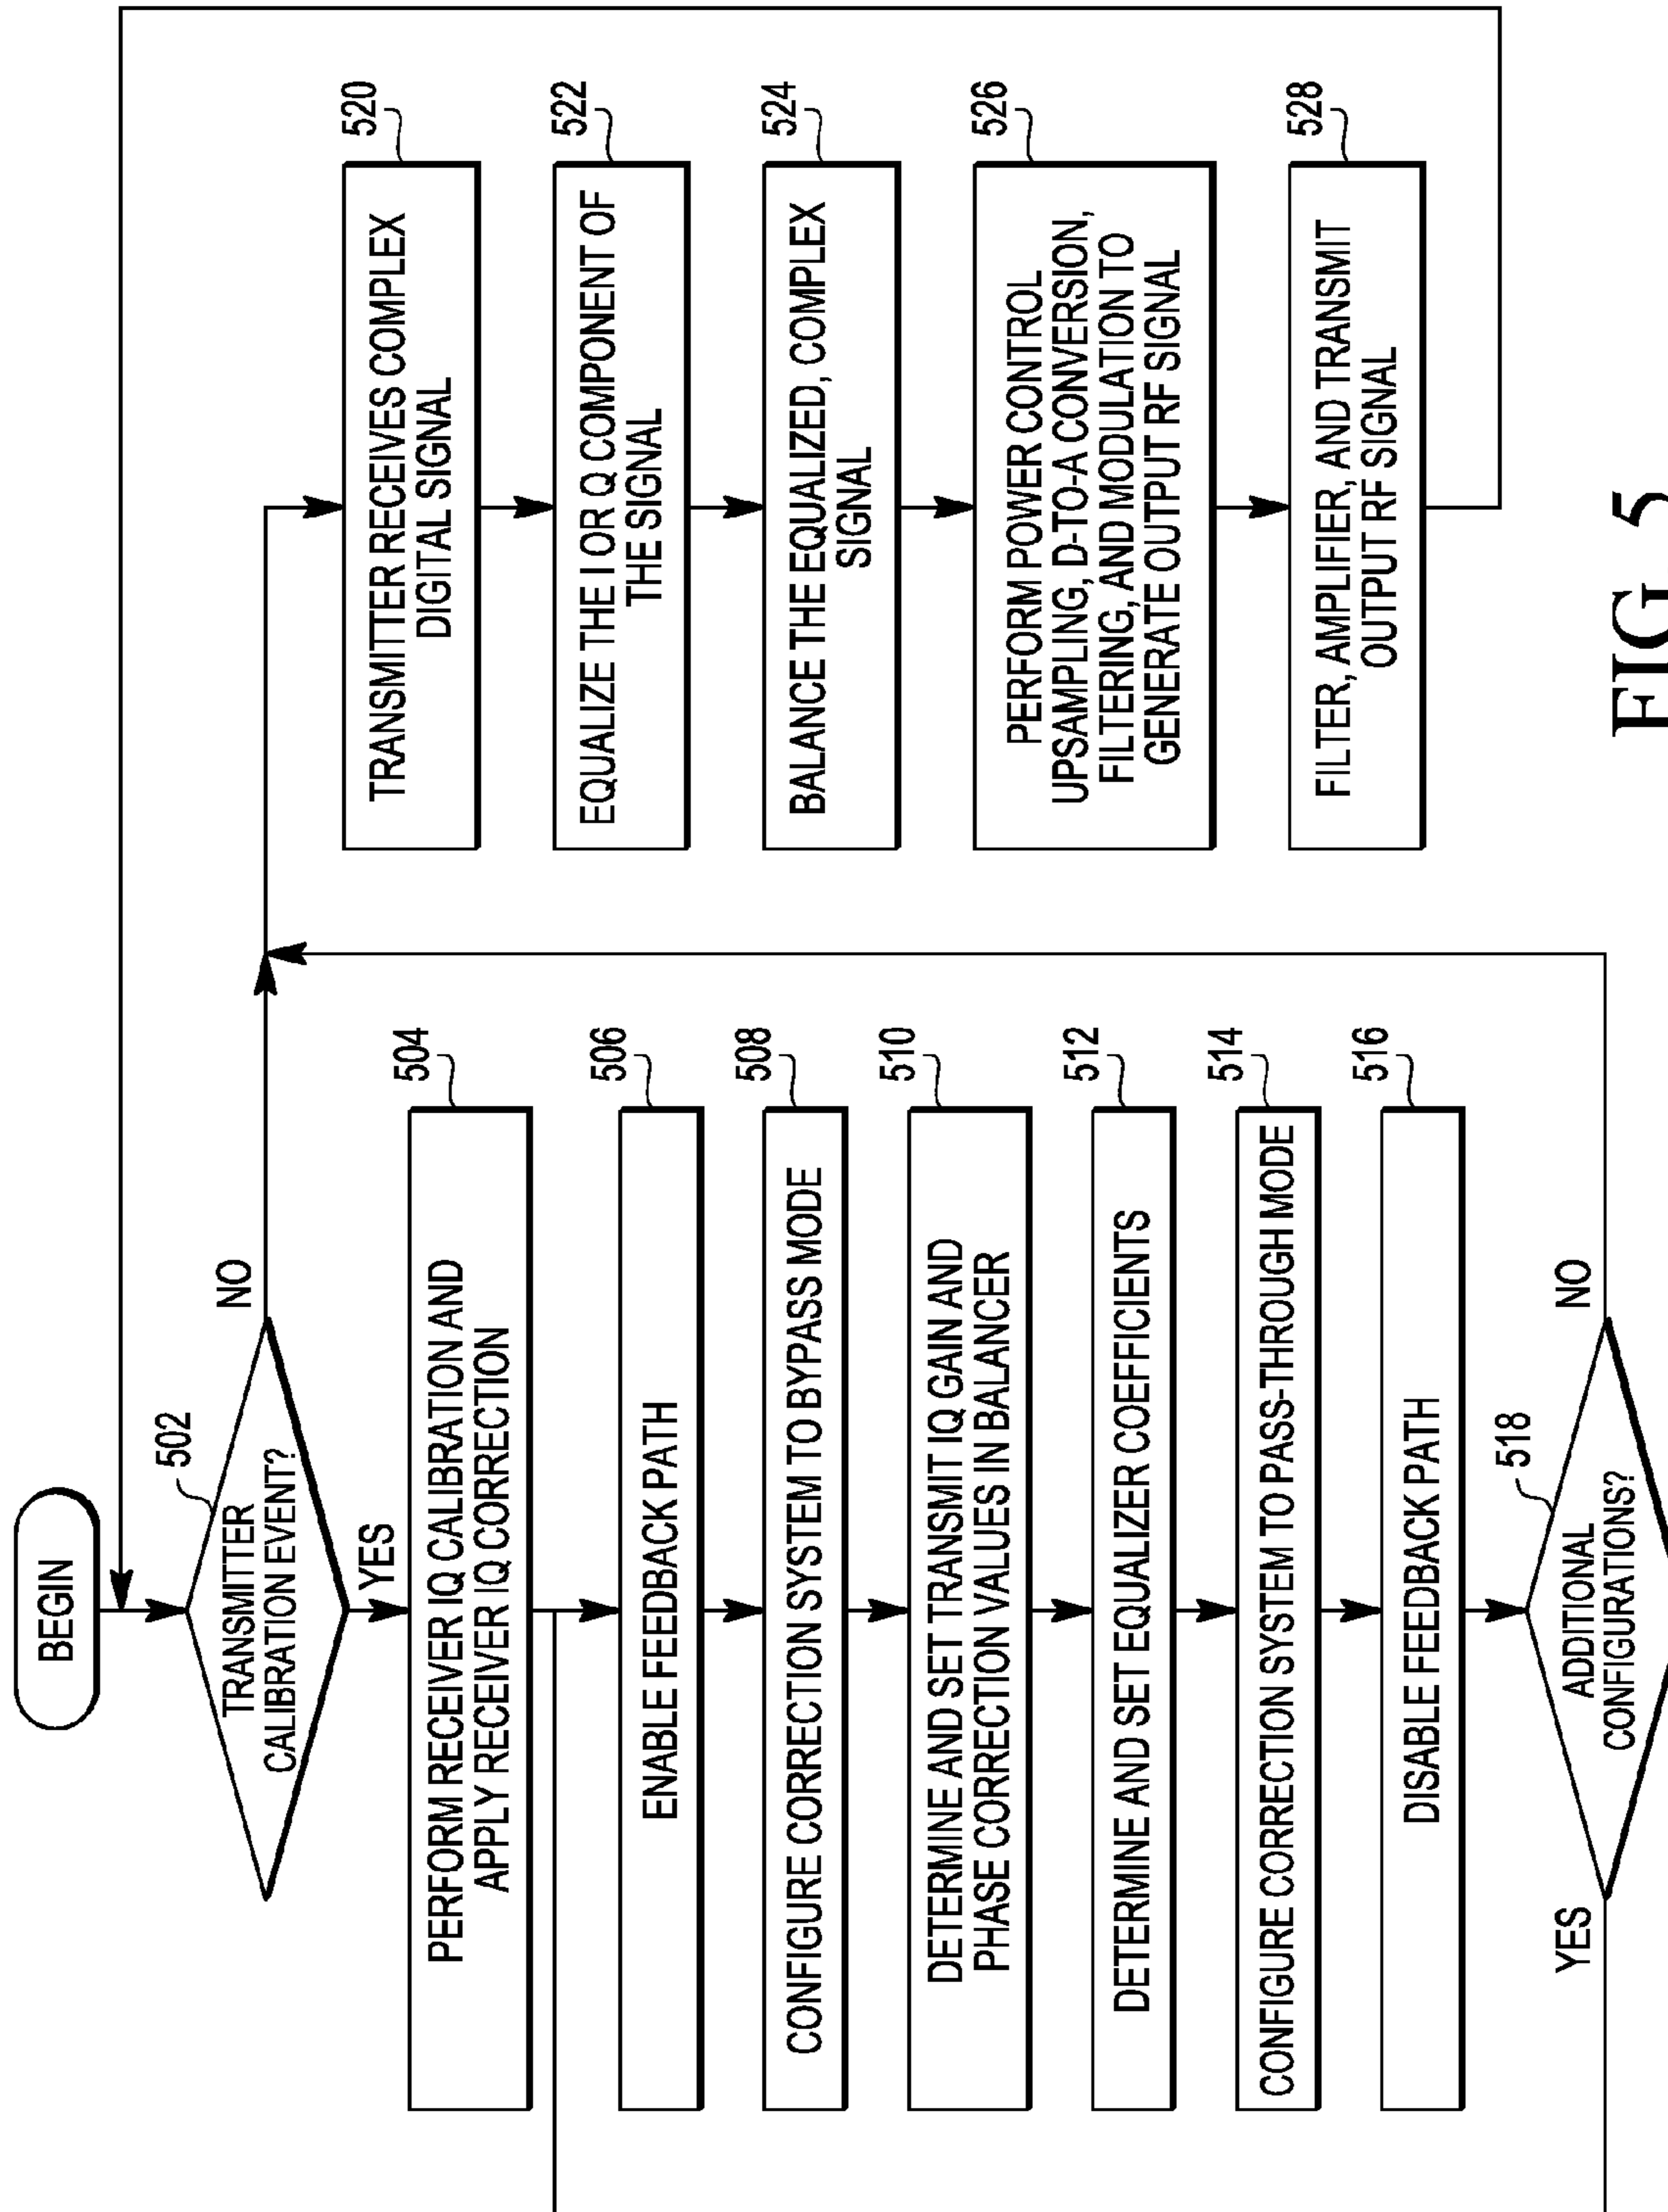 BEGIN
502
TRANSMITTER
CALIBRATION EVENT?
NO
YES
504
PERFORM RECEIVER IQ CALIBRATION AND
APPLY RECEIVER IQ CORRECTION
506
ENABLE FEEDBACK PATH
508
CONFIGURE CORRECTION SYSTEM TO BYPASS MODE
510
DETERMINE AND SET TRANSMIT IQ GAIN AND
PHASE CORRECTION VALUES IN BALANCER
512
DETERMINE AND SET EQUALIZER COEFFICIENTS
514
CONFIGURE CORRECTION SYSTEM TO PASS-THROUGH MODE
516
DISABLE FEEDBACK PATH
518
ADDITIONAL
CONFIGURATIONS?
YES
NO
520
TRANSMITTER RECEIVES COMPLEX
DIGITAL SIGNAL
522
EQUALIZE THE I OR Q COMPONENT OF
THE SIGNAL
524
BALANCE THE EQUALIZED, COMPLEX
SIGNAL
526
PERFORM POWER CONTROL
UPSAMPLING, D-TO-A CONVERSION,
FILTERING, AND MODULATION TO
GENERATE OUTPUT RF SIGNAL
528
FILTER, AMPLIFIER, AND TRANSMIT
OUTPUT RF SIGNAL
FIG. 5